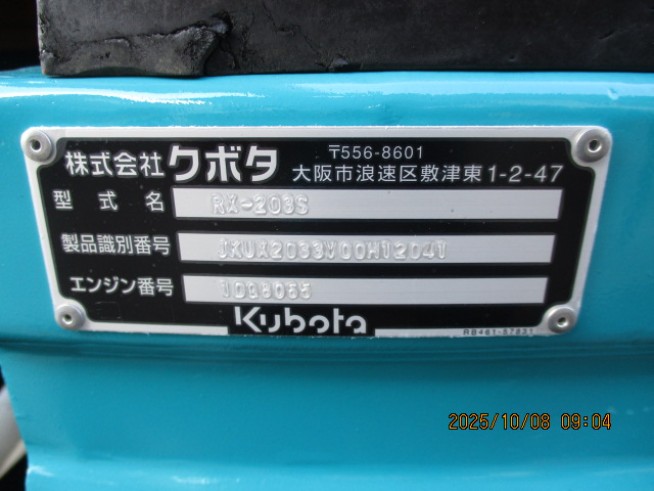 株式会社クボタ
〒556-8601
大阪市浪速区敷津東1-2-47
型式名 RX-203S
製品識別番号
エンジン番号
Kubota
RB461-57831
2025/10/08 09:04